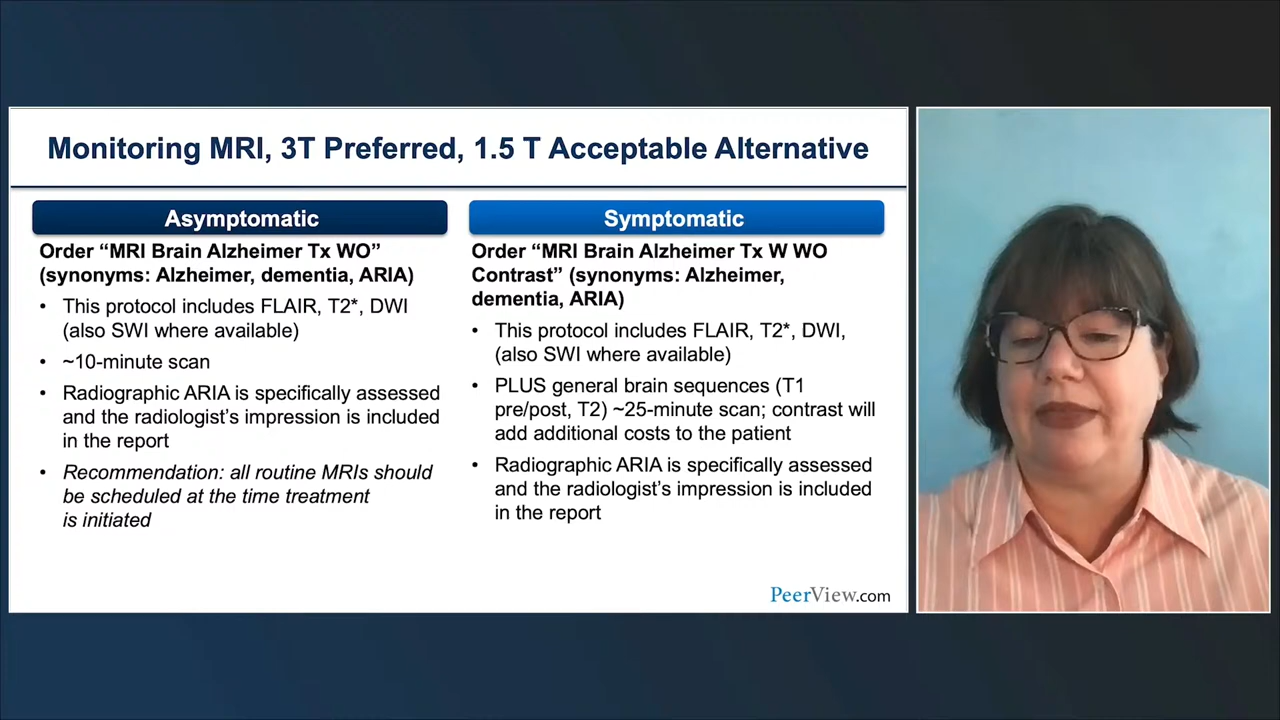 Monitoring MRI, 3T Preferred, 1.5 T Acceptable Alternative
Asymptomatic
Order “MRI Brain Alzheimer Tx WO”
(synonyms: Alzheimer, dementia, ARIA)
• This protocol includes FLAIR, T2*, DWI
(also SWI where available)
• ~10-minute scan
• Radiographic ARIA is specifically assessed
and the radiologist’s impression is included
in the report
• Recommendation: all routine MRIs should
be scheduled at the time treatment
is initiated
Symptomatic
Order “MRI Brain Alzheimer Tx W WO
Contrast” (synonyms: Alzheimer,
dementia, ARIA)
• This protocol includes FLAIR, T2*, DWI,
(also SWI where available)
• PLUS general brain sequences (T1
pre/post, T2) ~25-minute scan; contrast will
add additional costs to the patient
• Radiographic ARIA is specifically assessed
and the radiologist’s impression is included
in the report
PeerView.com